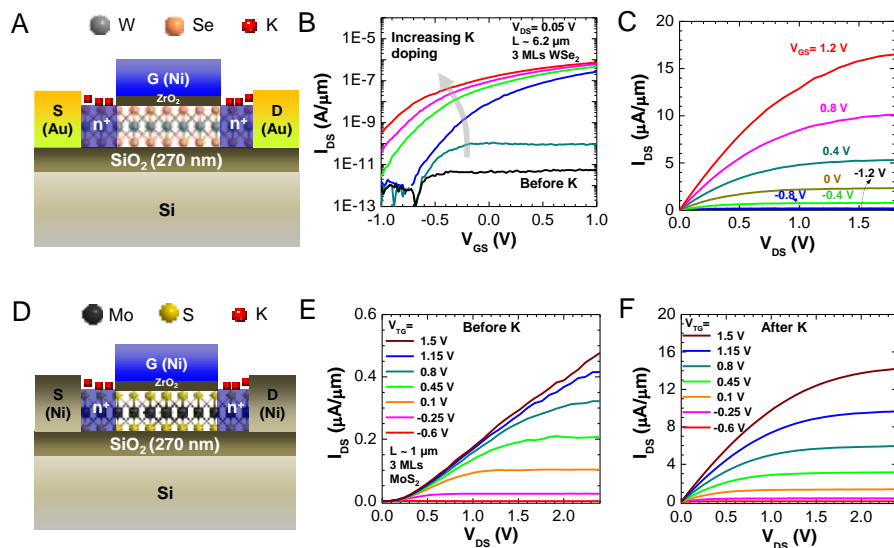 A
W Se K
G (Ni)
ZrO2
S
(Au)
n+
n+
D
(Au)
SiO2 (270 nm)
Si
B
Increasing K
doping
VDS= 0.05 V
L ~ 6.2 μm
3 MLs WSe2
Before K
1E-5
1E-6
1E-7
1E-8
1E-9
1E-10
1E-11
1E-12
1E-13
IDS (A/μm)
-1.0 -0.5 0.0 0.5 1.0
VGS (V)
C
VGS= 1.2 V
0.8 V
0.4 V
-1.2 V
0 V
-0.8 V
-0.4 V
20
15
10
5
0
IDS (μA/μm)
0.0 0.5 1.0 1.5
VDS (V)
D
Mo S K
G (Ni)
ZrO2
S
(Ni)
n+
n+
D
(Ni)
SiO2 (270 nm)
Si
E
VTG=
Before K
1.5 V
1.15 V
0.8 V
0.45 V
0.1 V
-0.25 V
-0.6 V
L ~ 1 μm
3 MLs
MoS2
0.6
0.4
0.2
0.0
IDS (μA/μm)
0.0 0.5 1.0 1.5 2.0
VDS (V)
F
VTG=
After K
1.5 V
1.15 V
0.8 V
0.45 V
0.1 V
-0.25 V
-0.6 V
20
16
12
8
4
0
IDS (μA/μm)
0.0 0.5 1.0 1.5 2.0
VDS (V)